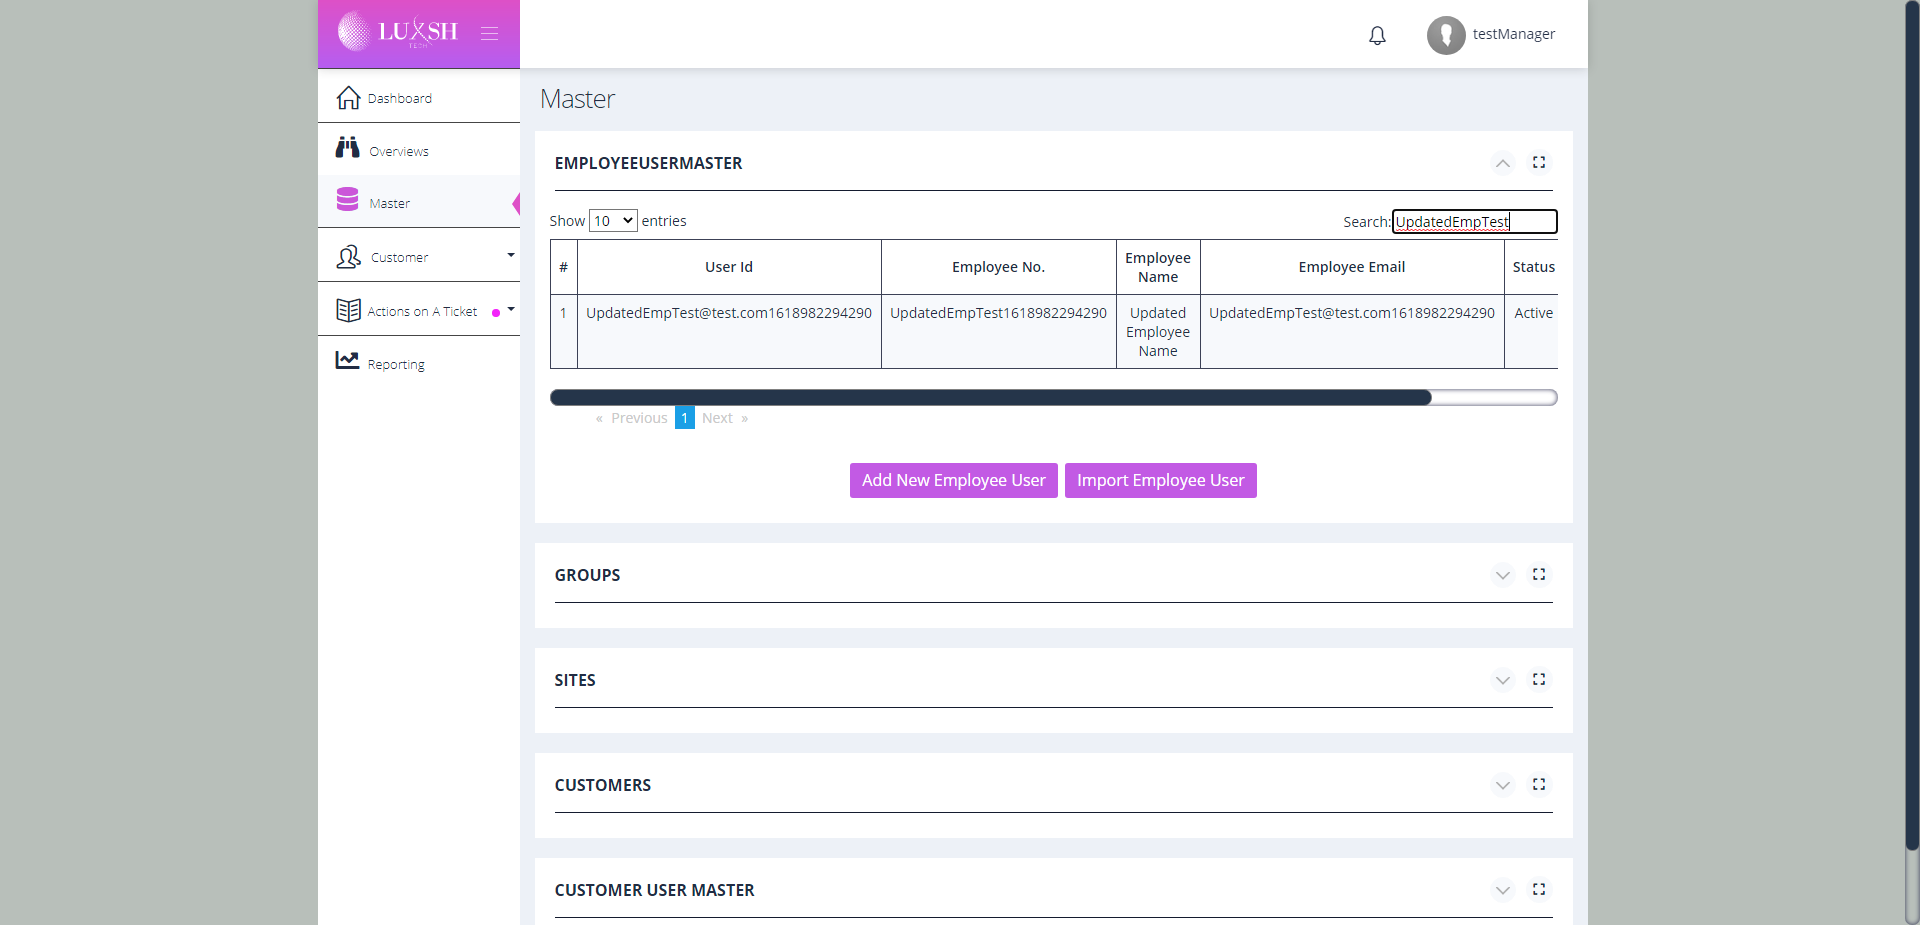 LUXSH
TECH
testManager
Dashboard
Overviews
Master
Customer
Actions on A Ticket
Reporting
Master
EMPLOYEEUSERMASTER
Show 10 entries
Search: UpdatedEmpTest
# User Id Employee No. Employee Name Employee Email Status
1 UpdatedEmpTest@test.com1618982294290 UpdatedEmpTest1618982294290 Updated Employee Name UpdatedEmpTest@test.com1618982294290 Active
« Previous 1 Next »
Add New Employee User Import Employee User
GROUPS
SITES
CUSTOMERS
CUSTOMER USER MASTER